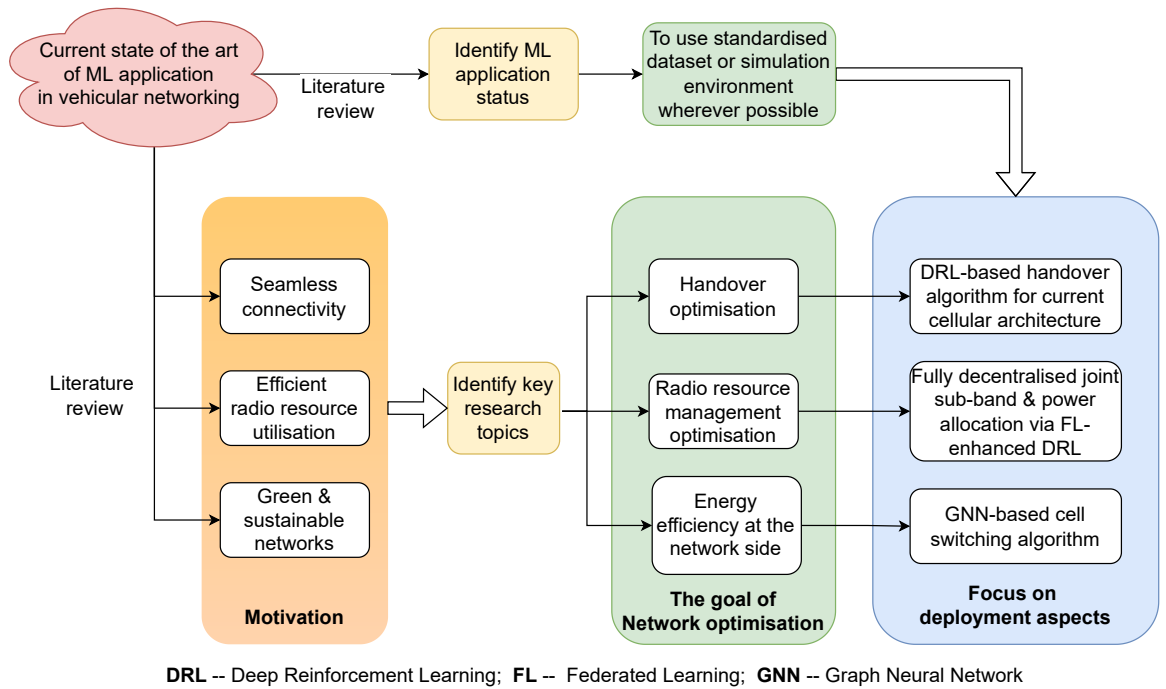 Current state of the art
of ML application
in vehicular networking
Literature
review
Identify ML
application
status
To use standardised
dataset or simulation
environment
wherever possible
Literature
review
Seamless
connectivity
Efficient
radio resource
utilisation
Green &
sustainable
networks
Motivation
Identify key
research
topics
Handover
optimisation
Radio resource
management
optimisation
Energy
efficiency at the
network side
The goal of
Network optimisation
DRL-based handover
algorithm for current
cellular architecture
Fully decentralised joint
sub-band & power
allocation via FL-
enhanced DRL
GNN-based cell
switching algorithm
Focus on
deployment aspects
DRL -- Deep Reinforcement Learning; FL -- Federated Learning; GNN -- Graph Neural Network